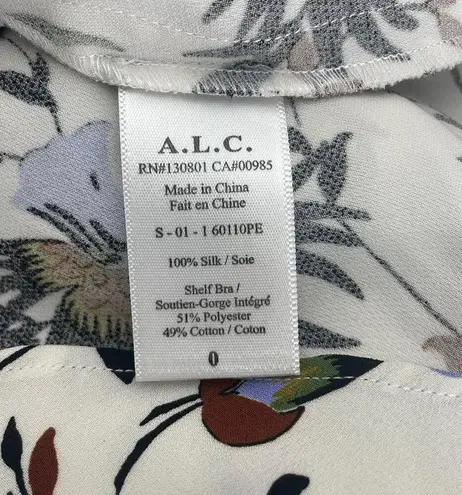 A.L.C.
RN#130801 CA#00985
Made in China
Fait en Chine
S - 01 - 1 60110PE
100% Silk / Soie
Shelf Bra /
Soutien-Gorge Intégré
51% Polyester
49% Cotton / Coton
0